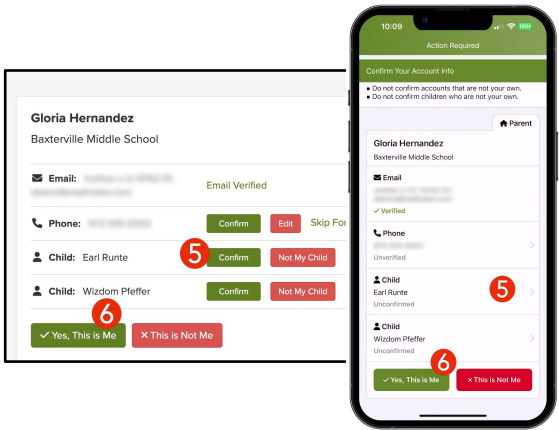 Gloria Hernandez
Baxterville Middle School
Email:
Email Verified
Phone:
Confirm
Edit
Skip For
5
Child: Earl Runte
Confirm
Not My Child
Child: Wizdom Pfeffer
Confirm
Not My Child
6
✓ Yes, This is Me
× This is Not Me
10:09
100+
Action Required
Confirm Your Account Info
▪ Do not confirm accounts that are not your own.
▪ Do not confirm children who are not your own.
Parent
Gloria Hernandez
Baxterville Middle School
Email
✓ Verified
Phone
Unverified
Child
Earl Runte
Unconfirmed
5
Child
Wizdom Pfeffer
Unconfirmed
6
✓ Yes, This is Me
× This is Not Me